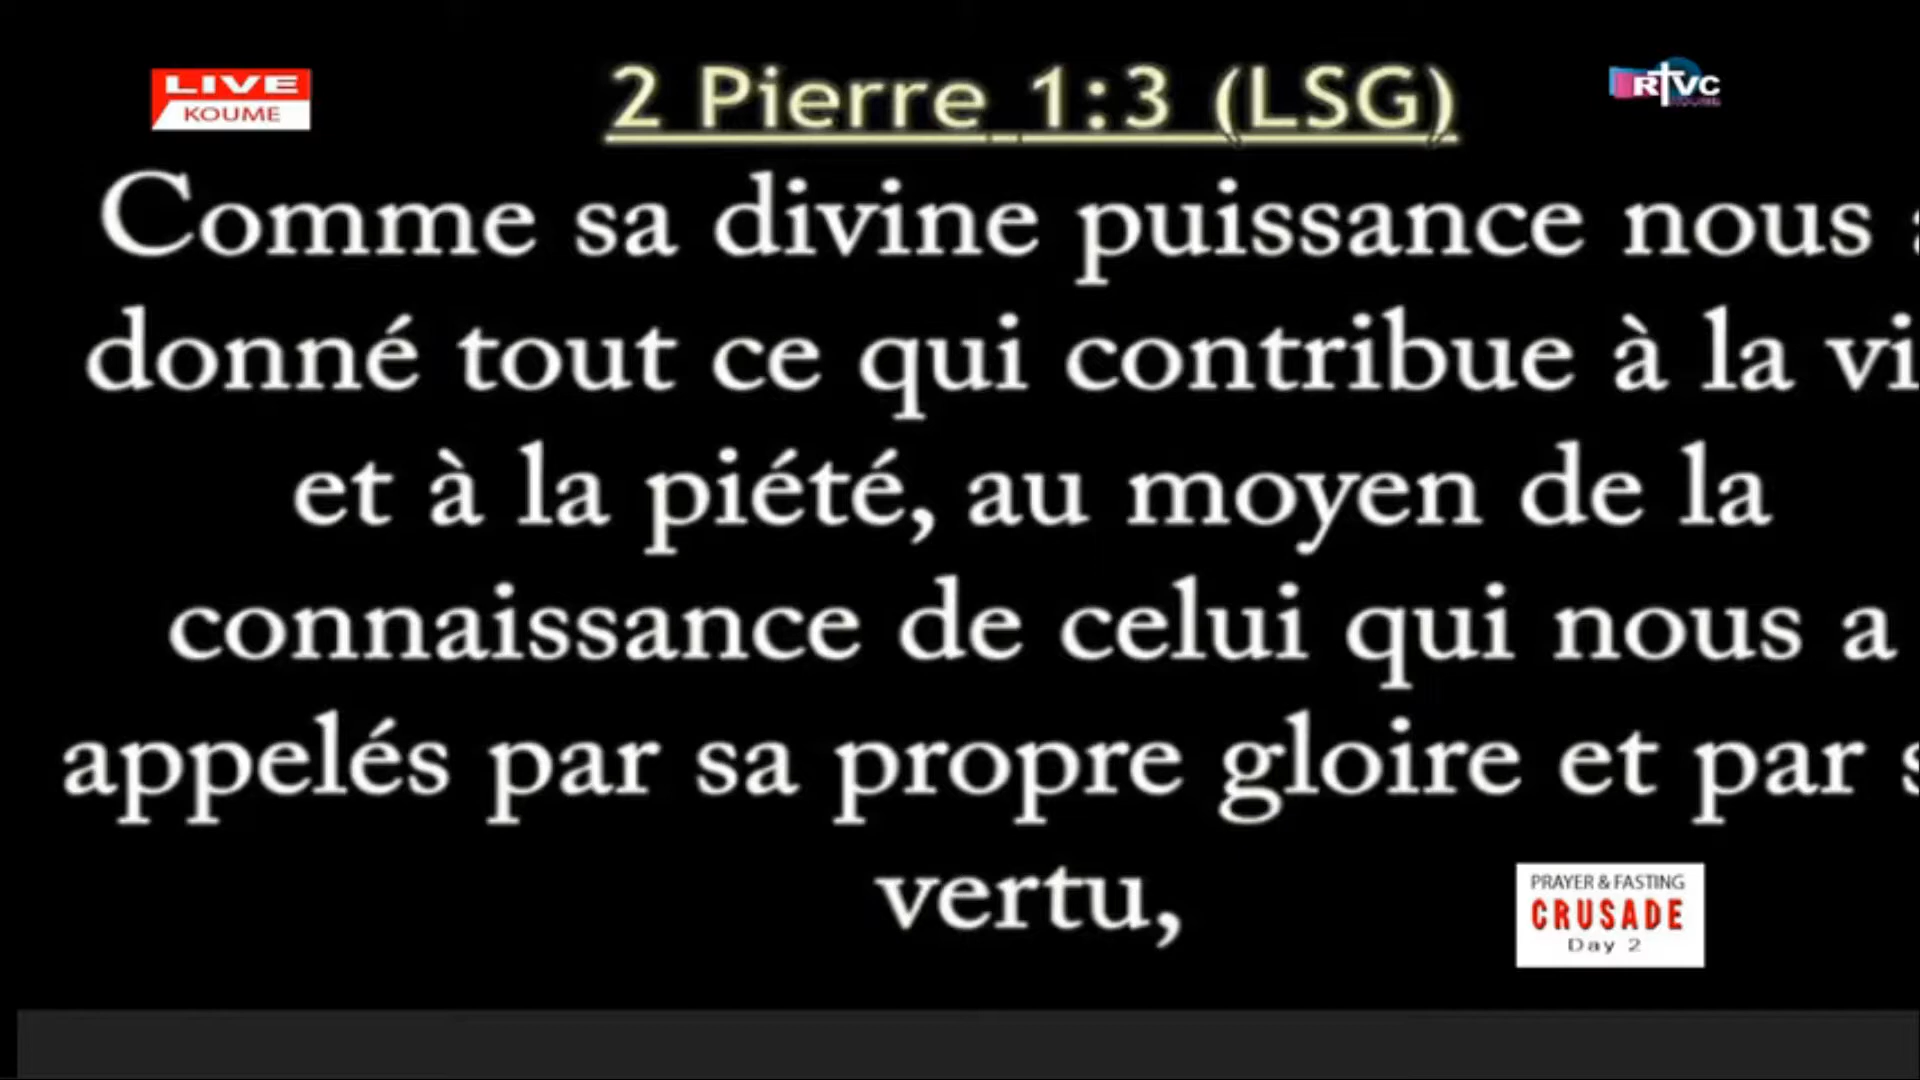 LIVE
KOUME
2 Pierre 1:3 (LSG)
RTVC
Comme sa divine puissance nous
donné tout ce qui contribue à la vi
et à la piété, au moyen de la
connaissance de celui qui nous a
appelés par sa propre gloire et par s
vertu,
PRAYER & FASTING
CRUSADE
Day 2